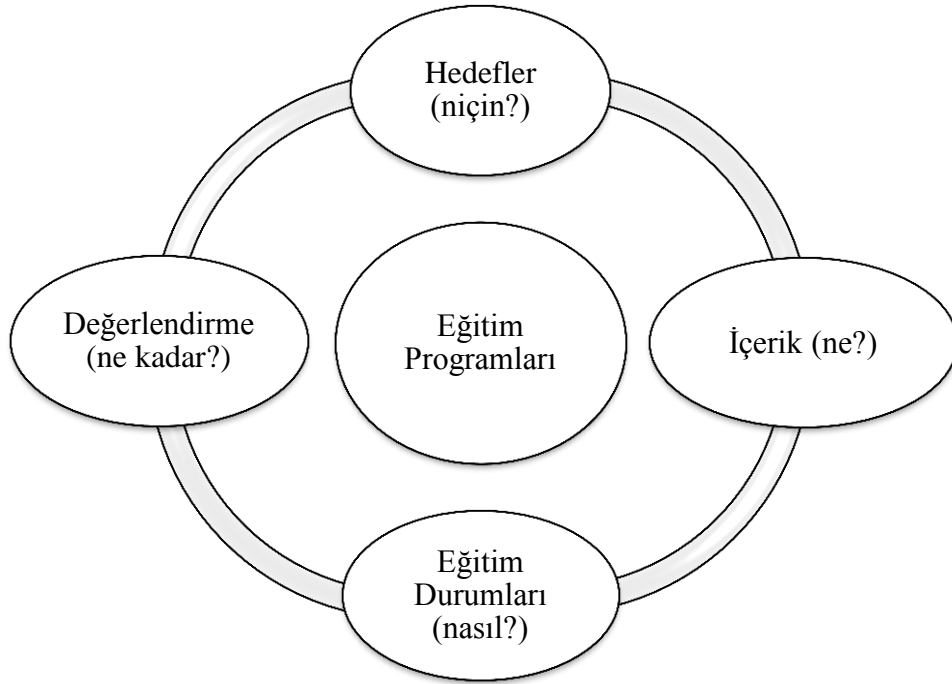 Hedefler
(niçin?)
Değerlendirme
(ne kadar?)
Eğitim
Programları
İçerik (ne?)
Eğitim
Durumları
(nasıl?)